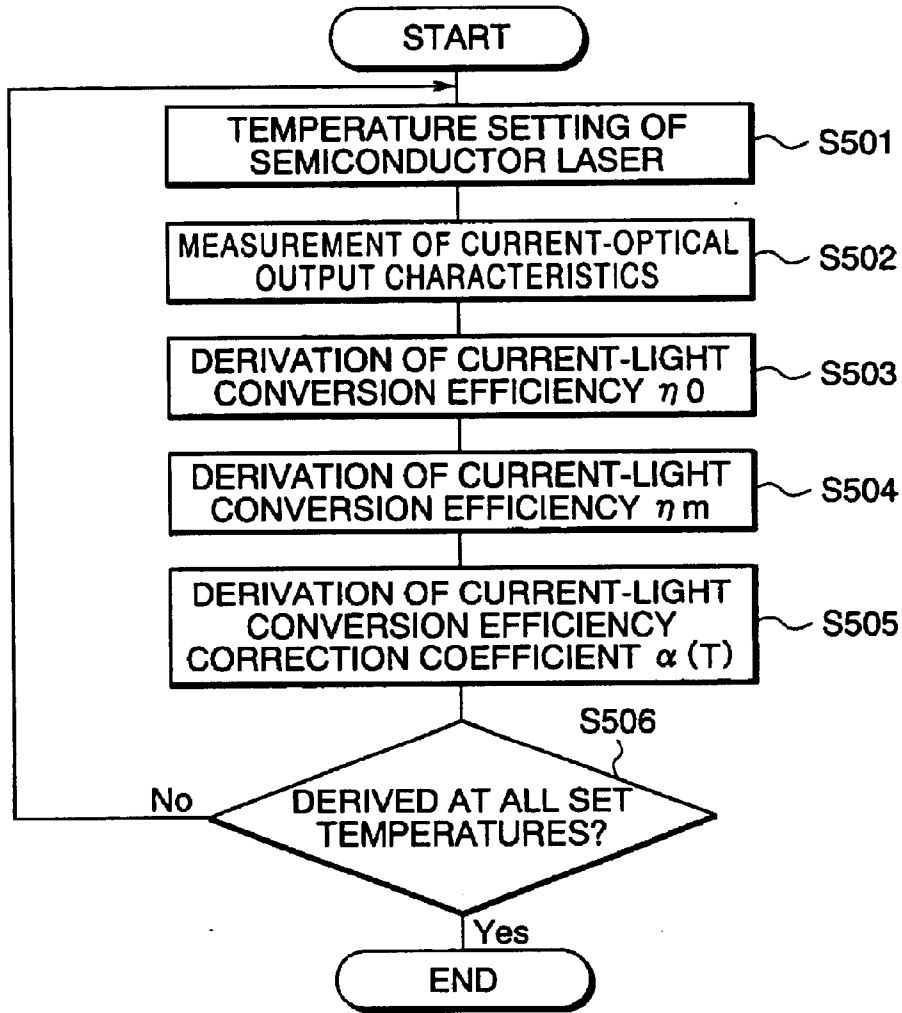 START
TEMPERATURE SETTING OF
SEMICONDUCTOR LASER
S501
MEASUREMENT OF CURRENT-OPTICAL
OUTPUT CHARACTERISTICS
S502
DERIVATION OF CURRENT-LIGHT
CONVERSION EFFICIENCY η0
S503
DERIVATION OF CURRENT-LIGHT
CONVERSION EFFICIENCY ηm
S504
DERIVATION OF CURRENT-LIGHT
CONVERSION EFFICIENCY
CORRECTION COEFFICIENT α (T)
S505
S506
DERIVED AT ALL SET
TEMPERATURES?
No
Yes
END